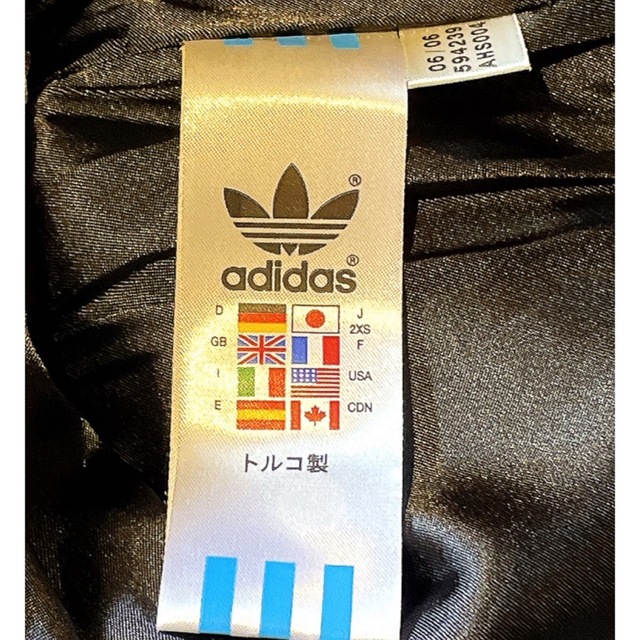 06/06
594239
AHS004
®
adidas®
D J
2XS
GB F
I USA
E CDN
トルコ製